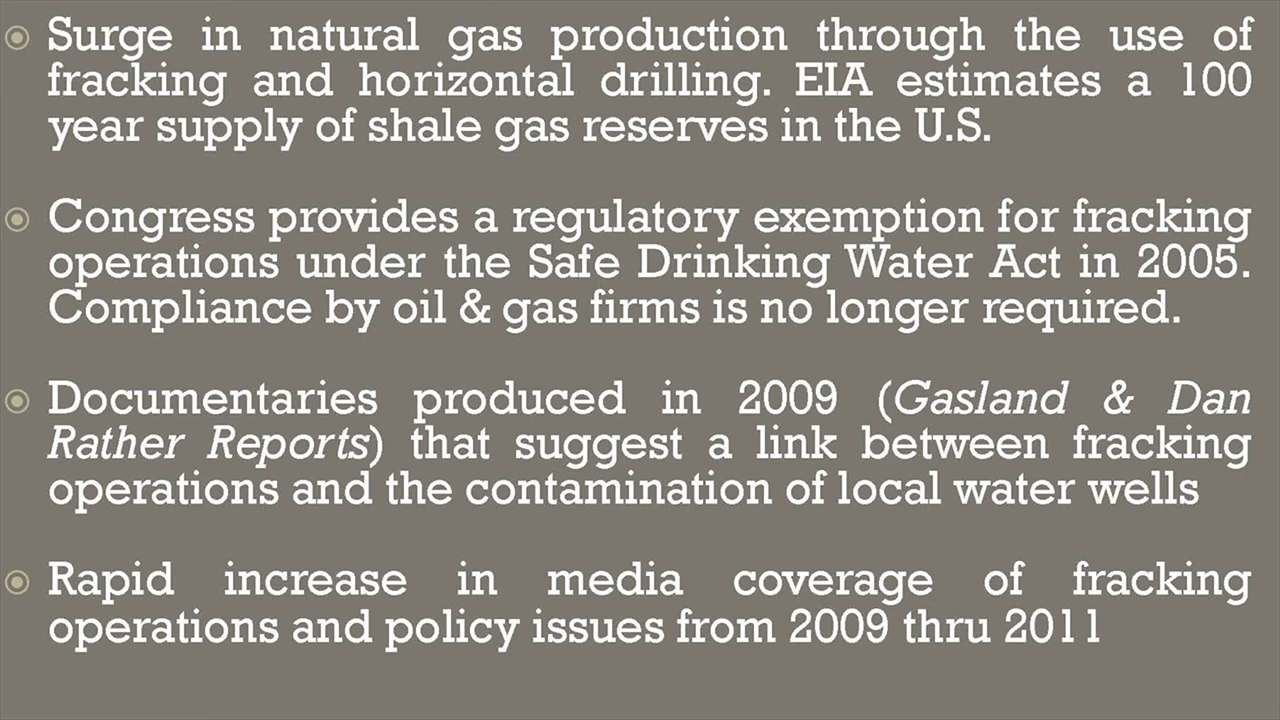 Surge in natural gas production through the use of
fracking and horizontal drilling. EIA estimates a 100
year supply of shale gas reserves in the U.S.
Congress provides a regulatory exemption for fracking
operations under the Safe Drinking Water Act in 2005.
Compliance by oil & gas firms is no longer required.
Documentaries produced in 2009 (Gasland & Dan
Rather Reports) that suggest a link between fracking
operations and the contamination of local water wells
Rapid increase in media coverage of fracking
operations and policy issues from 2009 thru 2011